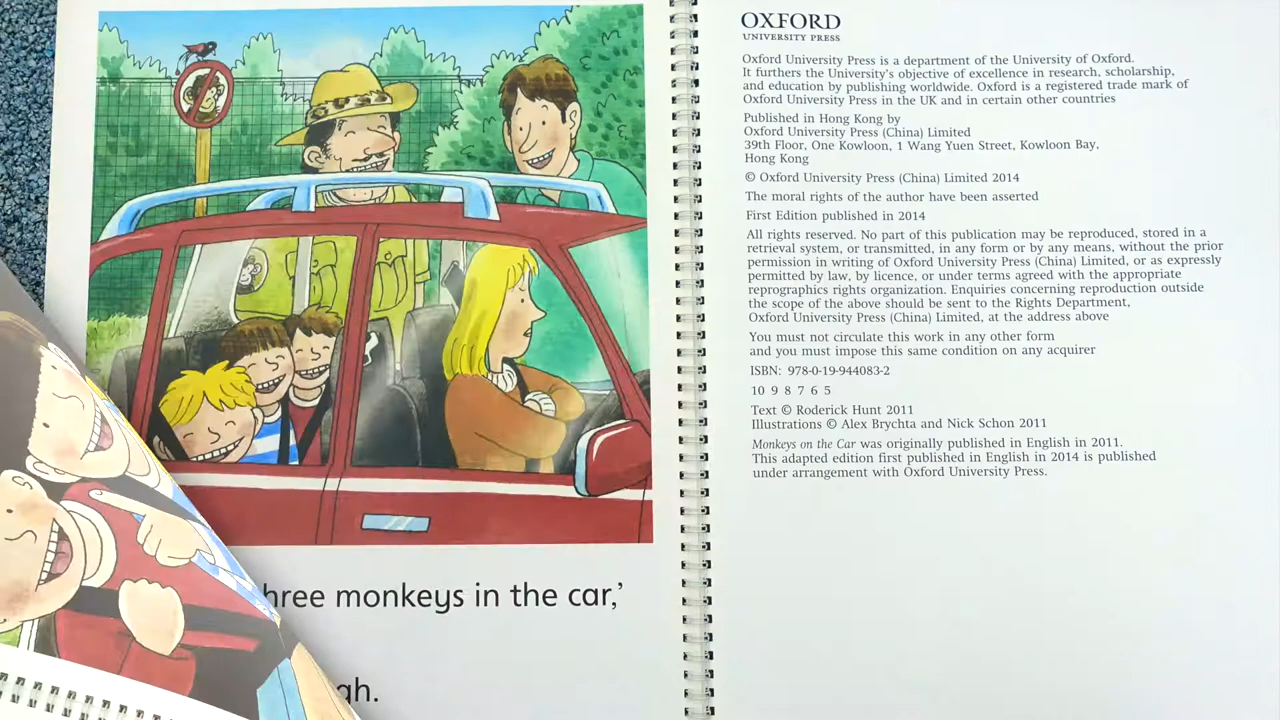 hree monkeys in the car,’
gh.
OXFORD
UNIVERSITY PRESS
Oxford University Press is a department of the University of Oxford.
It furthers the University's objective of excellence in research, scholarship,
and education by publishing worldwide. Oxford is a registered trade mark of
Oxford University Press in the UK and in certain other countries
Published in Hong Kong by
Oxford University Press (China) Limited
39th Floor, One Kowloon, 1 Wang Yuen Street, Kowloon Bay,
Hong Kong
© Oxford University Press (China) Limited 2014
The moral rights of the author have been asserted
First Edition published in 2014
All rights reserved. No part of this publication may be reproduced, stored in a
retrieval system, or transmitted, in any form or by any means, without the prior
permission in writing of Oxford University Press (China) Limited, or as expressly
permitted by law, by licence, or under terms agreed with the appropriate
reprographics rights organization. Enquiries concerning reproduction outside
the scope of the above should be sent to the Rights Department,
Oxford University Press (China) Limited, at the address above
You must not circulate this work in any other form
and you must impose this same condition on any acquirer
ISBN: 978-0-19-944083-2
10 9 8 7 6 5
Text © Roderick Hunt 2011
Illustrations © Alex Brychta and Nick Schon 2011
Monkeys on the Car was originally published in English in 2011.
This adapted edition first published in English in 2014 is published
under arrangement with Oxford University Press.